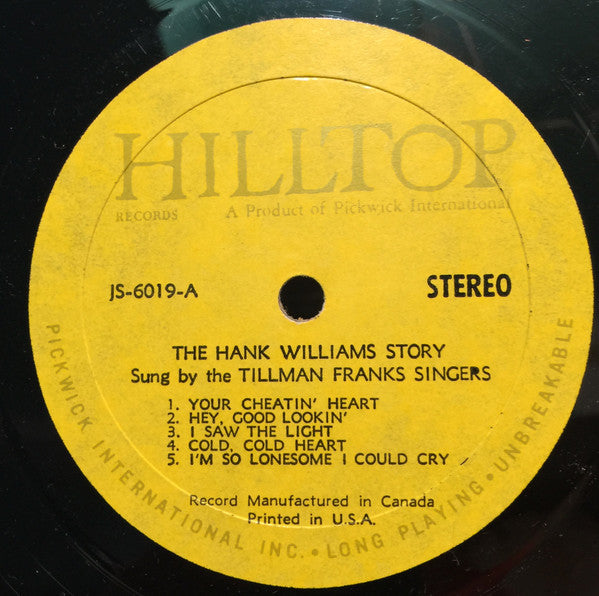 HILLTOP
RECORDS A Product of Pickwick International
JS-6019-A STEREO
THE HANK WILLIAMS STORY
Sung by the TILLMAN FRANKS SINGERS
1. YOUR CHEATIN' HEART
2. HEY, GOOD LOOKIN'
3. I SAW THE LIGHT
4. COLD, COLD HEART
5. I'M SO LONESOME I COULD CRY
Record Manufactured in Canada
Printed in U.S.A.
PICKWICK INTERNATIONAL INC. • LONG PLAYING • UNBREAKABLE